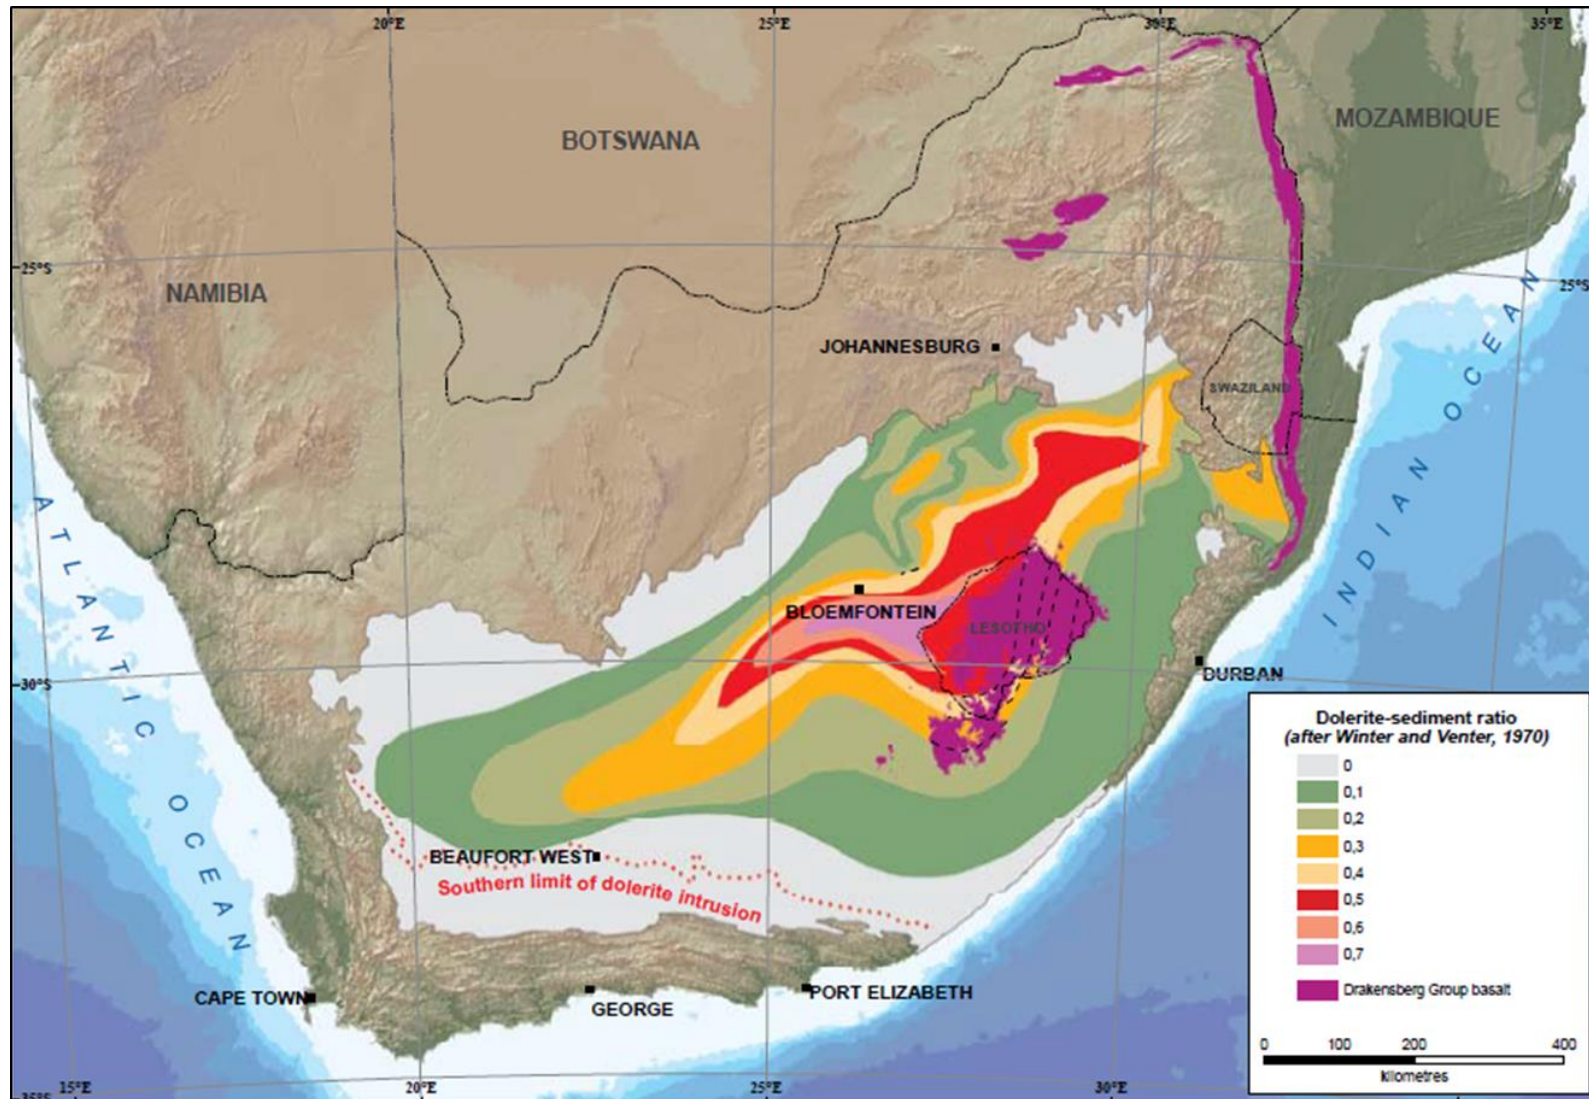 20°E
25°E
30°E
35°E
BOTSWANA
MOZAMBIQUE
25°S
NAMIBIA
25°S
JOHANNESBURG
SWAZILAND
ATLANTIC OCEAN
INDIAN OCEAN
BLOEMFONTEIN
LESOTHO
30°S
DURBAN
BEAUFORT WEST
Southern limit of dolerite intrusion
CAPE TOWN
GEORGE
PORT ELIZABETH
Dolerite-sediment ratio
(after Winter and Venter, 1970)
0
0,1
0,2
0,3
0,4
0,5
0,6
0,7
Drakensberg Group basalt
0 100 200 400
kilometres
15°E
20°E
25°E
30°E
35°S